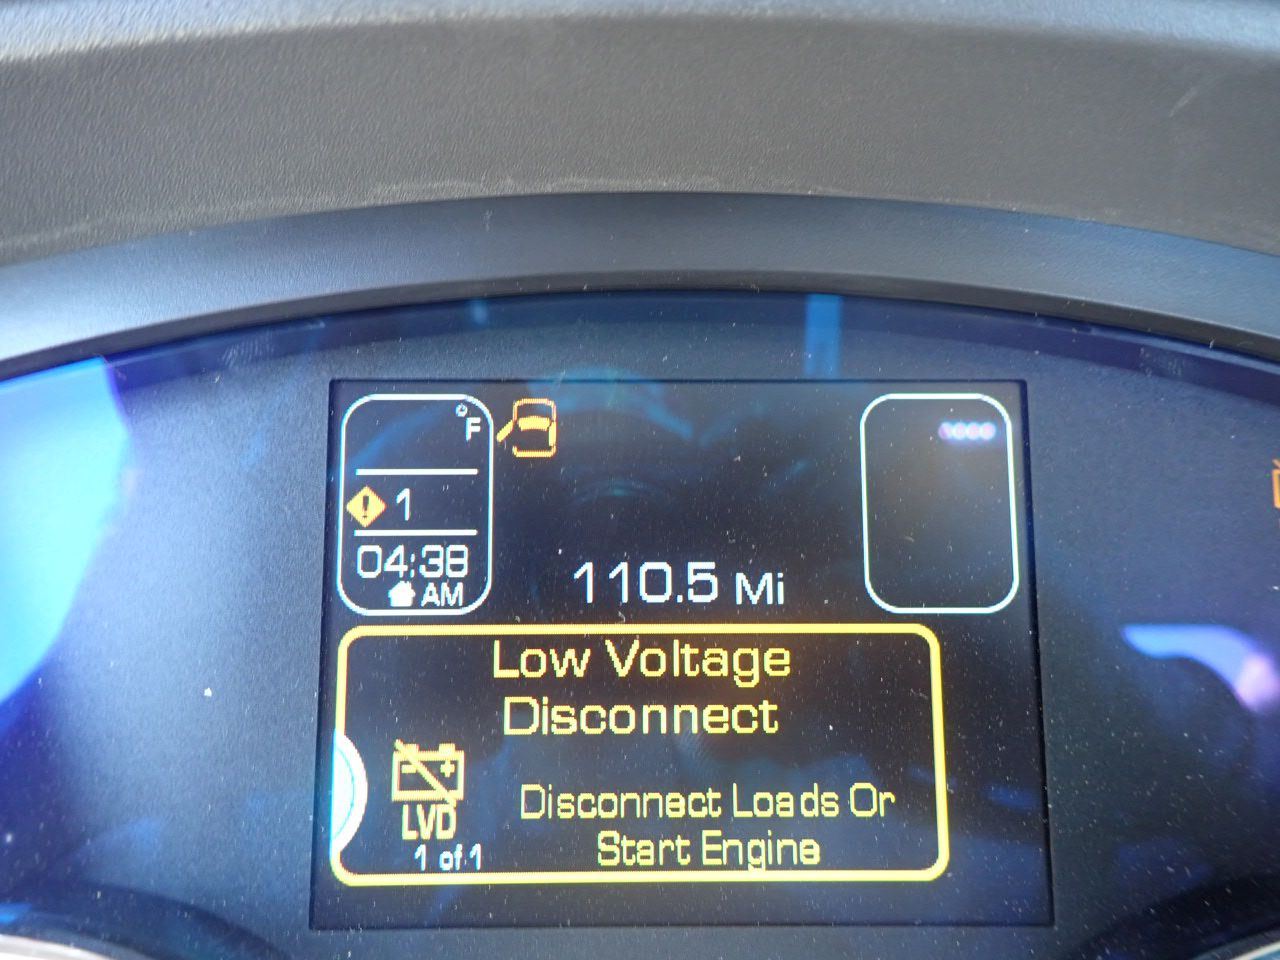 °F
1
04:38
AM
110.5 Mi
Low Voltage
Disconnect
LVD
1 of 1
Disconnect Loads Or
Start Engine